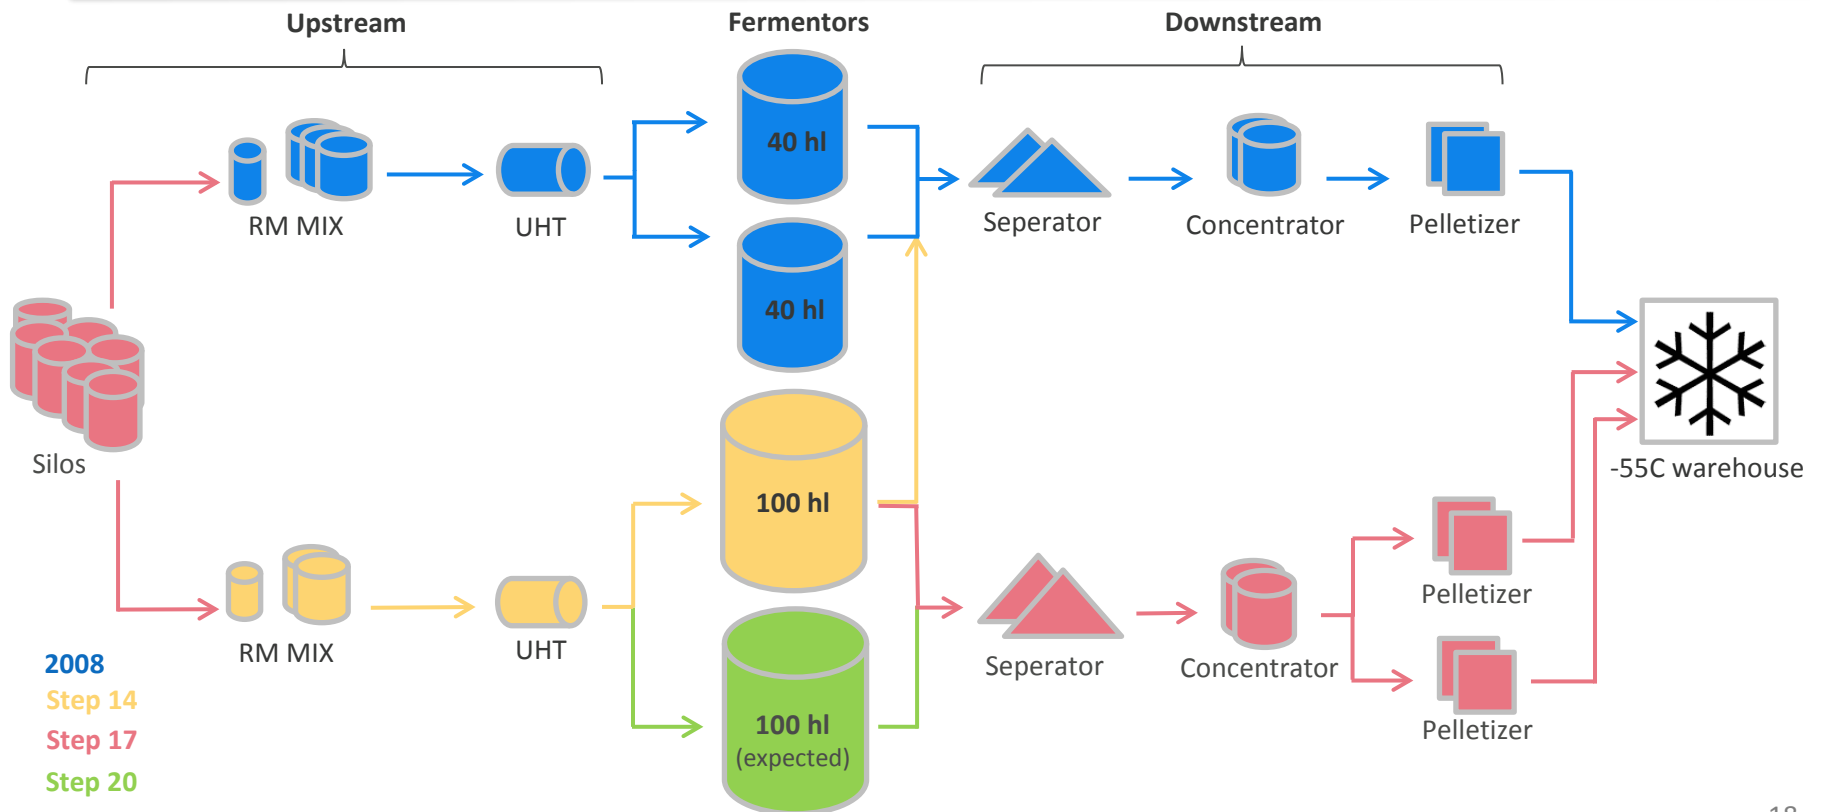 Upstream
Fermentors
Downstream
40 hl
RM MIX
UHT
Seperator
Concentrator
Pelletizer
40 hl
Silos
-55C warehouse
100 hl
RM MIX
UHT
Seperator
Concentrator
Pelletizer
Pelletizer
100 hl
(expected)
2008
Step 14
Step 17
Step 20